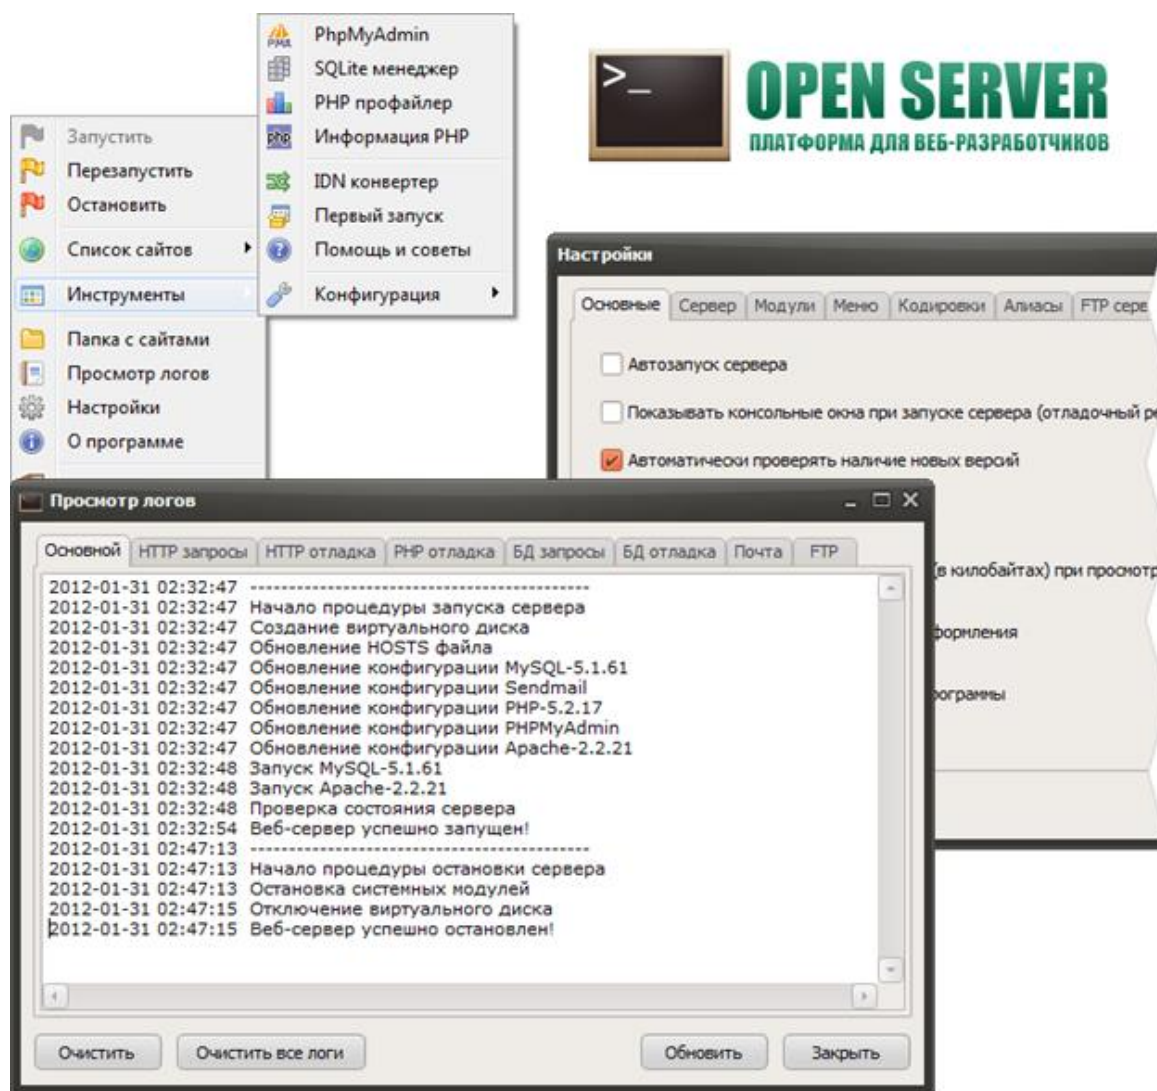 PhpMyAdmin
SQLite менеджер
PHP профайлер
Информация PHP
IDN конвертер
Первый запуск
Помощь и советы
Конфигурация
Запустить
Перезапустить
Остановить
Список сайтов
Инструменты
Папка с сайтами
Просмотр логов
Настройки
О программе
>_
OPEN SERVER
ПЛАТФОРМА ДЛЯ ВЕБ-РАЗРАБОТЧИКОВ
Настройки
Основные Сервер Модули Меню Кодировки Алиасы FTP серв
Автозапуск сервера
Показывать консольные окна при запуске сервера (отладочный ре
Автоматически проверять наличие новых версий
(в килобайтах) при просмотр
формления
рограммы
Просмотр логов
Основной HTTP запросы HTTP отладка PHP отладка БД запросы БД отладка Почта FTP
2012-01-31 02:32:47 -------------------------------------------
2012-01-31 02:32:47 Начало процедуры запуска сервера
2012-01-31 02:32:47 Создание виртуального диска
2012-01-31 02:32:47 Обновление HOSTS файла
2012-01-31 02:32:47 Обновление конфигурации MySQL-5.1.61
2012-01-31 02:32:47 Обновление конфигурации Sendmail
2012-01-31 02:32:47 Обновление конфигурации PHP-5.2.17
2012-01-31 02:32:47 Обновление конфигурации PHPMyAdmin
2012-01-31 02:32:47 Обновление конфигурации Apache-2.2.21
2012-01-31 02:32:48 Запуск MySQL-5.1.61
2012-01-31 02:32:48 Запуск Apache-2.2.21
2012-01-31 02:32:48 Проверка состояния сервера
2012-01-31 02:32:54 Веб-сервер успешно запущен!
2012-01-31 02:47:13 -------------------------------------------
2012-01-31 02:47:13 Начало процедуры остановки сервера
2012-01-31 02:47:13 Остановка системных модулей
2012-01-31 02:47:15 Отключение виртуального диска
2012-01-31 02:47:15 Веб-сервер успешно остановлен!
Очистить Очистить все логи Обновить Закрыть